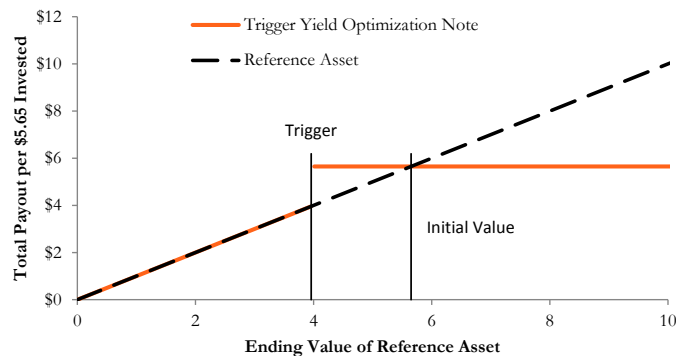 Trigger Yield Optimization Note
Reference Asset
Total Payout per $5.65 Invested
$12
$10
$8
$6
$4
$2
$0
Trigger
Initial Value
0
2
4
6
8
10
Ending Value of Reference Asset